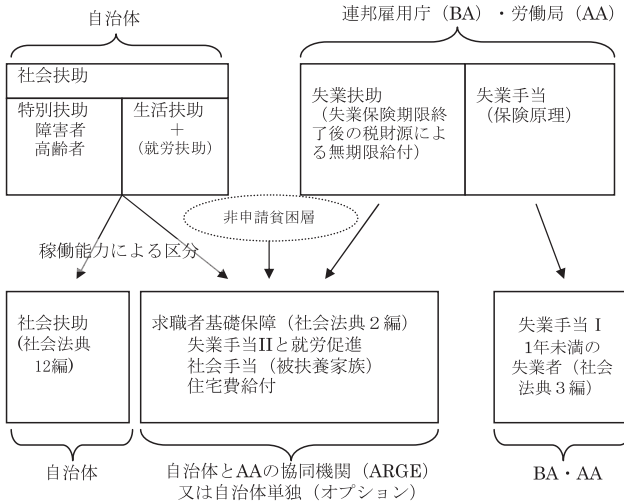 自治体
連邦雇用庁（BA）・労働局（AA）
社会扶助
特別扶助
障害者
高齢者
生活扶助
＋
（就労扶助）
失業扶助
（失業保険期限終
了後の税財源によ
る無期限給付）
失業手当
（保険原理）
非申請貧困層
稼働能力による区分
社会扶助
(社会法典
12編)
求職者基礎保障（社会法典２編）
失業手当IIと就労促進
社会手当（被扶養家族）
住宅費給付
失業手当 I
1年未満の
失業者（社会
法典３編）
自治体
自治体とAAの協同機関（ARGE）
又は自治体単独（オプション）
BA・AA